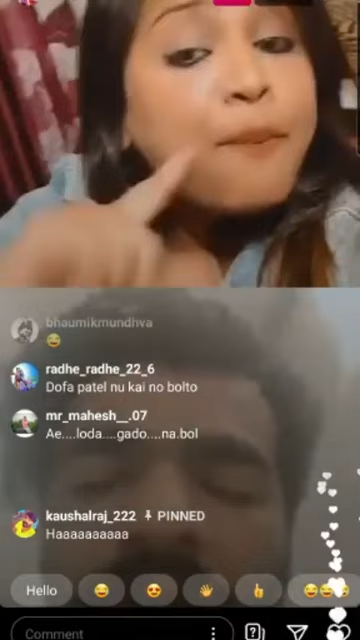 bhaumikmundhva
😂
radhe_radhe_22_6
Dofa patel nu kai no bolto
mr_mahesh__.07
Ae....loda....gado....na.bol
kaushalraj_222 PINNED
Haaaaaaaaaa
Hello
Comment